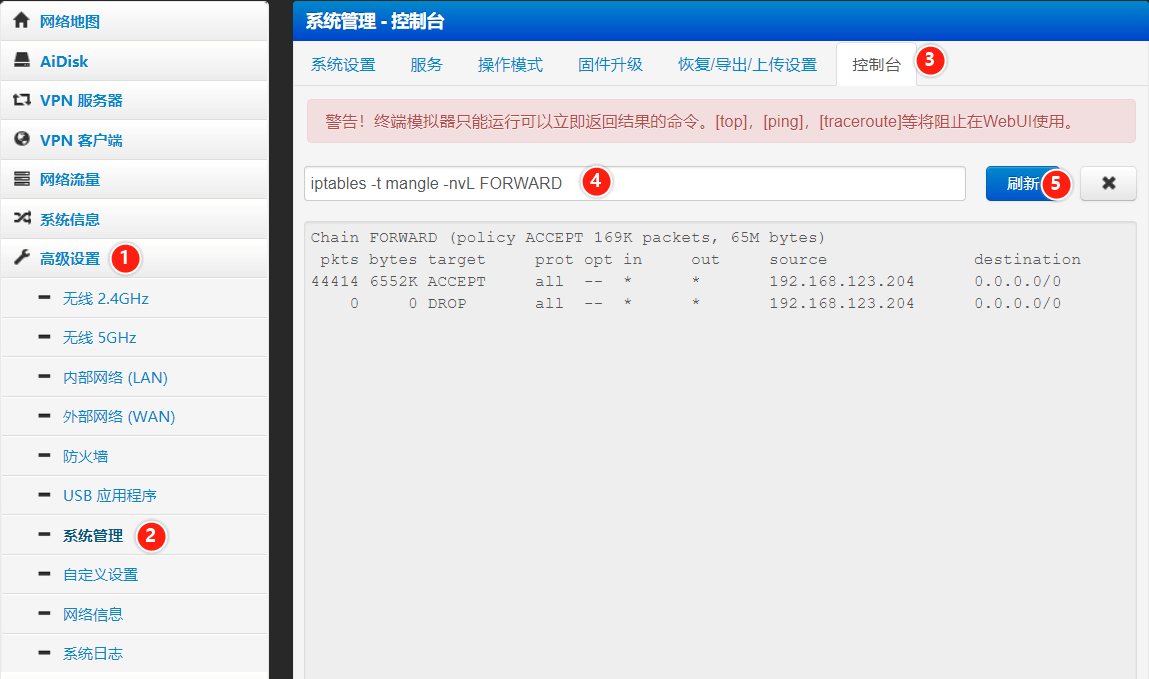 网络地图
AiDisk
VPN 服务器
VPN 客户端
网络流量
系统信息
高级设置 1
无线 2.4GHz
无线 5GHz
内部网络 (LAN)
外部网络 (WAN)
防火墙
USB 应用程序
系统管理 2
自定义设置
网络信息
系统日志
系统管理 - 控制台
系统设置 服务 操作模式 固件升级 恢复/导出/上传设置 控制台 3
警告！终端模拟器只能运行可以立即返回结果的命令。[top]，[ping]，[traceroute]等将阻止在WebUI使用。
iptables -t mangle -nvL FORWARD 4 刷新 5
Chain FORWARD (policy ACCEPT 169K packets, 65M bytes)
pkts bytes target prot opt in out source destination
44414 6552K ACCEPT all -- * * 192.168.123.204 0.0.0.0/0
0 0 DROP all -- * * 192.168.123.204 0.0.0.0/0